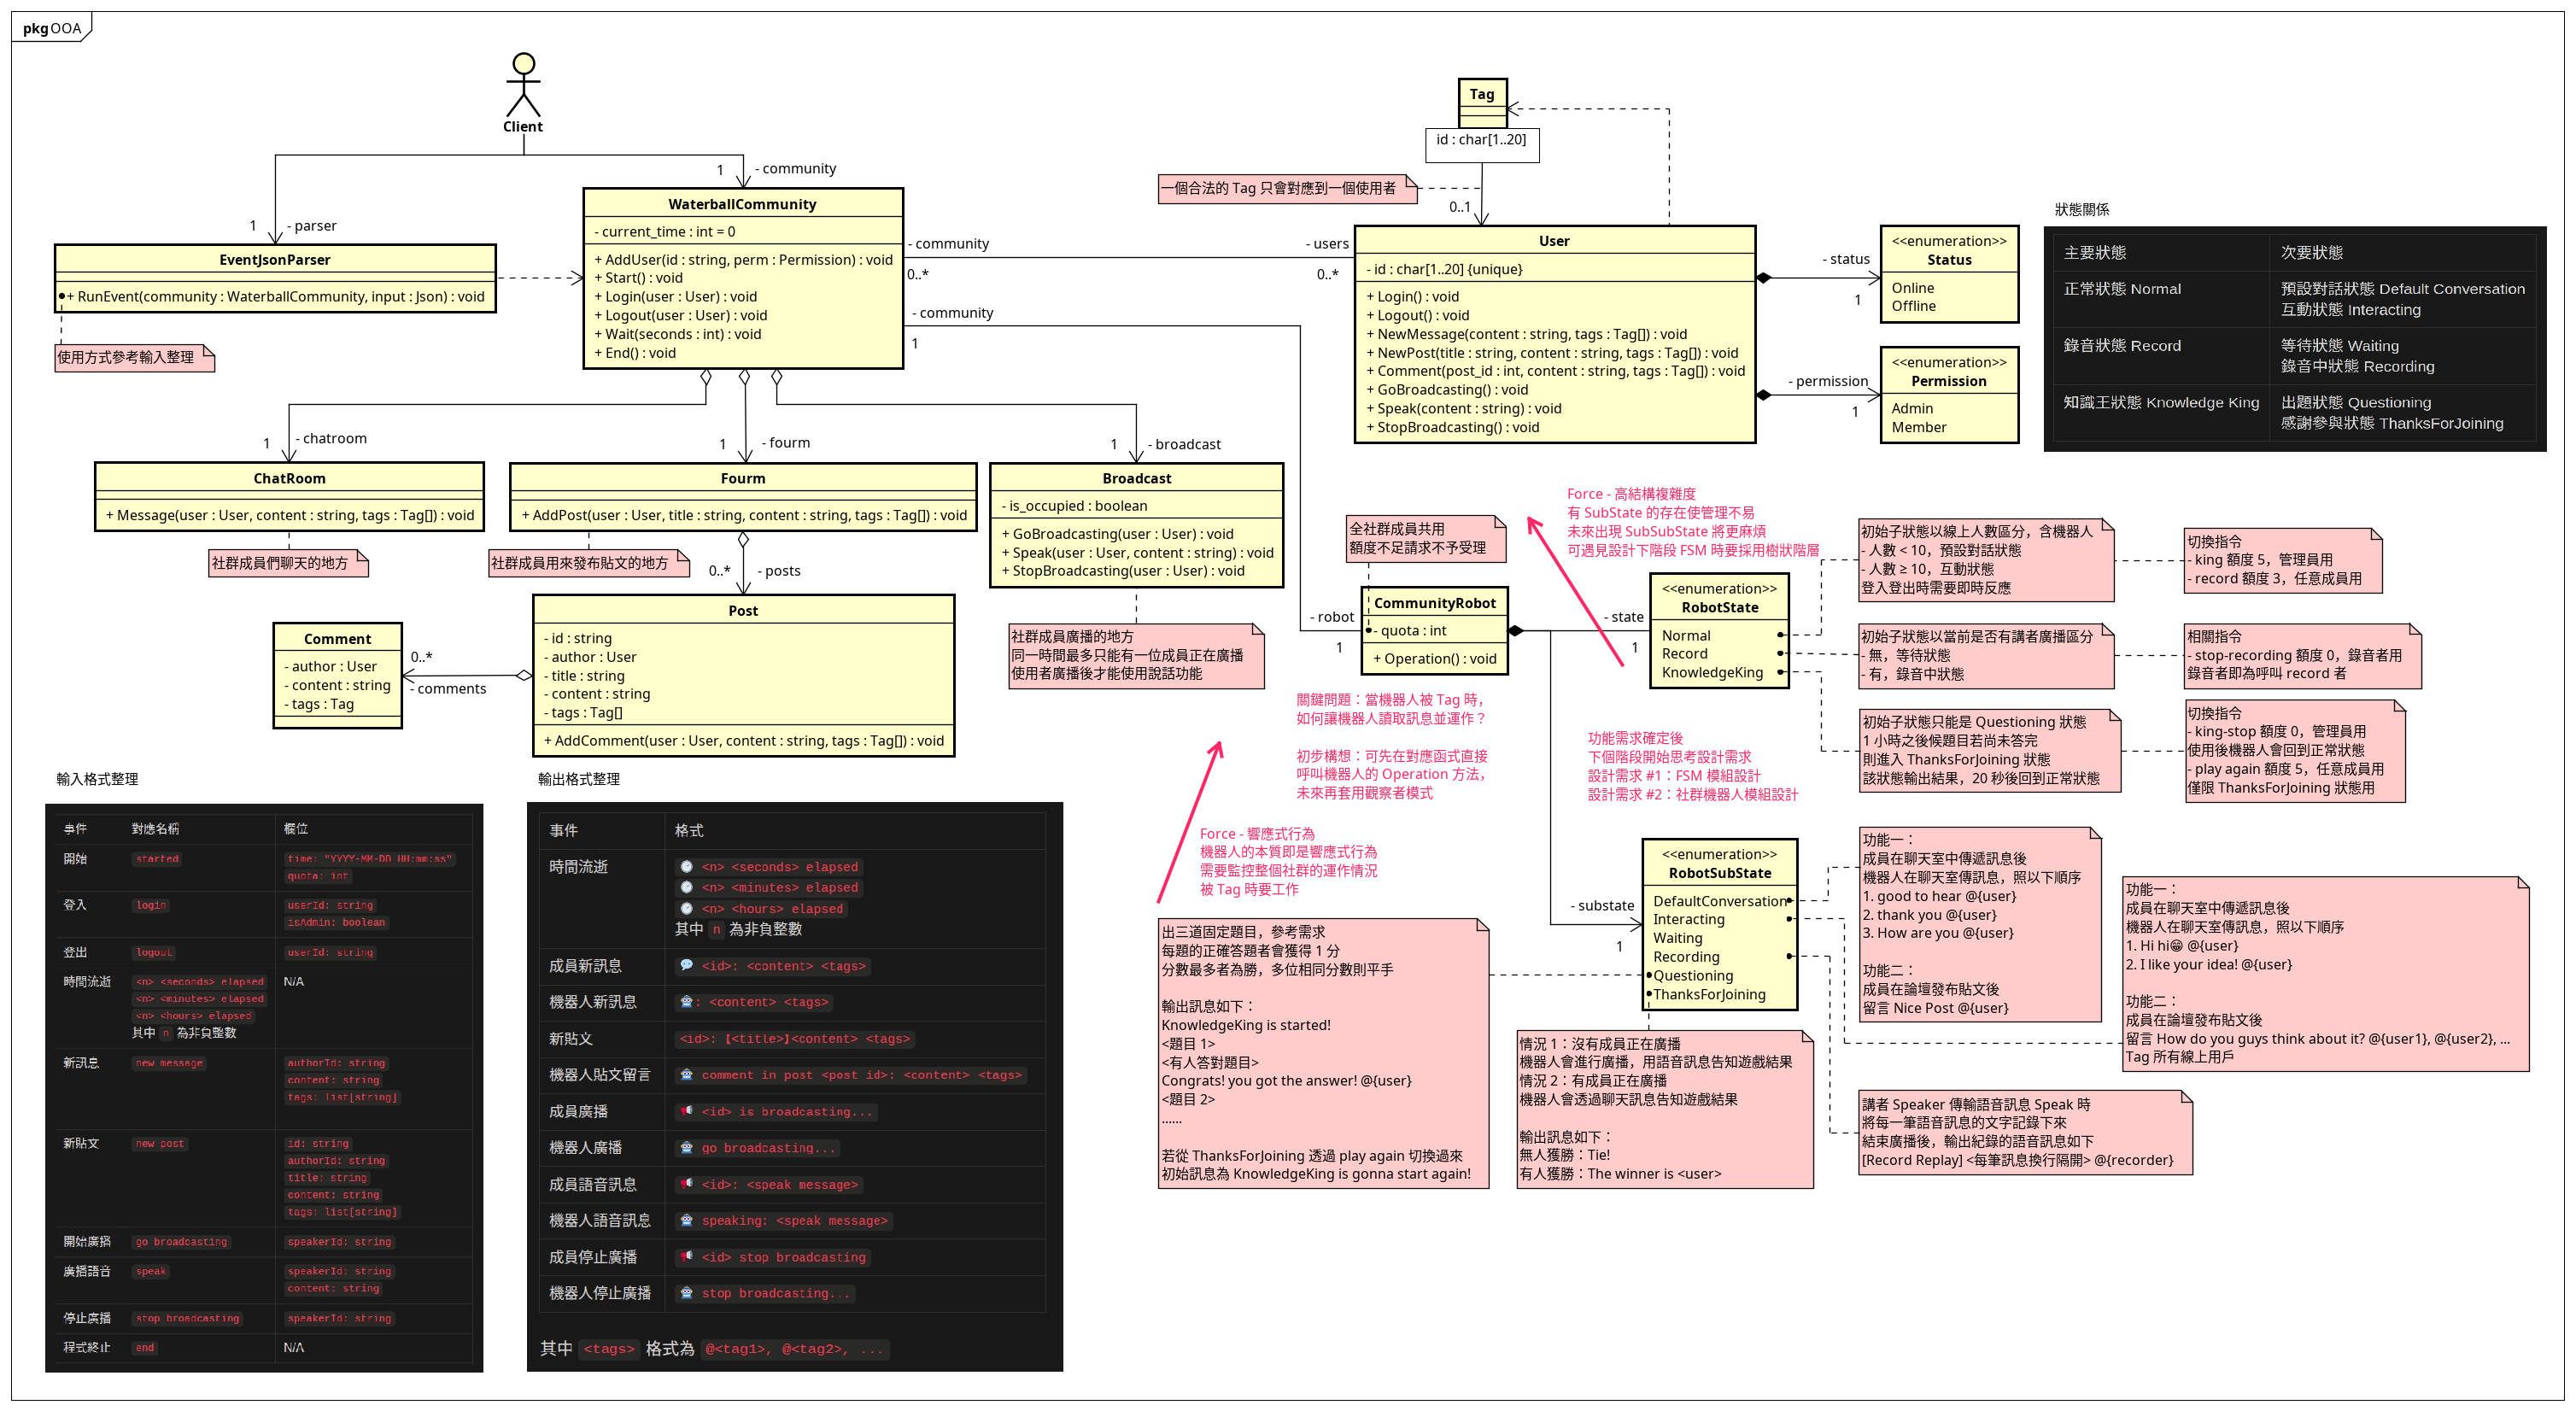 pkg OOA
Client
1
- community
1
- parser
EventJsonParser
+ RunEvent(community : WaterballCommunity, input : Json) : void
使用方式參考輸入整理
WaterballCommunity
- current_time : int = 0
+ AddUser(id : string, perm : Permission) : void
+ Start() : void
+ Login(user : User) : void
+ Logout(user : User) : void
+ Wait(seconds : int) : void
+ End() : void
- community
0..*
- users
0..*
- community
1
Tag
id : char[1..20]
一個合法的 Tag 只會對應到一個使用者
0..1
User
- id : char[1..20] {unique}
+ Login() : void
+ Logout() : void
+ NewMessage(content : string, tags : Tag[]) : void
+ NewPost(title : string, content : string, tags : Tag[]) : void
+ Comment(post_id : int, content : string, tags : Tag[]) : void
+ GoBroadcasting() : void
+ Speak(content : string) : void
+ StopBroadcasting() : void
- status
1
<<enumeration>>
Status
Online
Offline
- permission
1
<<enumeration>>
Permission
Admin
Member
狀態關係
主要狀態 次要狀態
正常狀態 Normal 預設對話狀態 Default Conversation
互動狀態 Interacting
錄音狀態 Record 等待狀態 Waiting
錄音中狀態 Recording
知識王狀態 Knowledge King 出題狀態 Questioning
感謝參與狀態 ThanksForJoining
1
- chatroom
1
- fourm
1
- broadcast
ChatRoom
+ Message(user : User, content : string, tags : Tag[]) : void
社群成員們聊天的地方
Fourm
+ AddPost(user : User, title : string, content : string, tags : Tag[]) : void
社群成員用來發布貼文的地方
0..*
- posts
Broadcast
- is_occupied : boolean
+ GoBroadcasting(user : User) : void
+ Speak(user : User, content : string) : void
+ StopBroadcasting(user : User) : void
社群成員廣播的地方
同一時間最多只能有一位成員正在廣播
使用者廣播後才能使用說話功能
Comment
- author : User
- content : string
- tags : Tag
0..*
- comments
Post
- id : string
- author : User
- title : string
- content : string
- tags : Tag[]
+ AddComment(user : User, content : string, tags : Tag[]) : void
全社群成員共用
額度不足請求不予受理
- robot
1
CommunityRobot
- quota : int
+ Operation() : void
Force - 高結構複雜度
有 SubState 的存在使管理不易
未來出現 SubSubState 將更麻煩
可遇見設計下階段 FSM 時要採用樹狀階層
- state
1
<<enumeration>>
RobotState
Normal
Record
KnowledgeKing
初始子狀態以線上人數區分，含機器人
- 人數 < 10，預設對話狀態
- 人數 ≥ 10，互動狀態
登入登出時需要即時反應
切換指令
- king 額度 5，管理員用
- record 額度 3，任意成員用
初始子狀態以當前是否有講者廣播區分
- 無，等待狀態
- 有，錄音中狀態
相關指令
- stop-recording 額度 0，錄音者用
錄音者即為呼叫 record 者
初始子狀態只能是 Questioning 狀態
1 小時之後候題目若尚未答完
則進入 ThanksForJoining 狀態
該狀態輸出結果，20 秒後回到正常狀態
切換指令
- king-stop 額度 0，管理員用
使用後機器人會回到正常狀態
- play again 額度 5，任意成員用
僅限 ThanksForJoining 狀態用
關鍵問題：當機器人被 Tag 時，
如何讓機器人讀取訊息並運作？
初步構想：可先在對應函式直接
呼叫機器人的 Operation 方法，
未來再套用觀察者模式
功能需求確定後
下個階段開始思考設計需求
設計需求 #1：FSM 模組設計
設計需求 #2：社群機器人模組設計
Force - 響應式行為
機器人的本質即是響應式行為
需要監控整個社群的運作情況
被 Tag 時要工作
- substate
1
<<enumeration>>
RobotSubState
DefaultConversation
Interacting
Waiting
Recording
Questioning
ThanksForJoining
功能一：
成員在聊天室中傳遞訊息後
機器人在聊天室傳訊息，照以下順序
1. good to hear @{user}
2. thank you @{user}
3. How are you @{user}
功能二：
成員在論壇發布貼文後
留言 Nice Post @{user}
功能一：
成員在聊天室中傳遞訊息後
機器人在聊天室傳訊息，照以下順序
1. Hi hi😁 @{user}
2. I like your idea! @{user}
功能二：
成員在論壇發布貼文後
留言 How do you guys think about it? @{user1}, @{user2}, ...
Tag 所有線上用戶
講者 Speaker 傳輸語音訊息 Speak 時
將每一筆語音訊息的文字記錄下來
結束廣播後，輸出紀錄的語音訊息如下
[Record Replay] <每筆訊息換行隔開> @{recorder}
出三道固定題目，參考需求
每題的正確答題者會獲得 1 分
分數最多者為勝，多位相同分數則平手
輸出訊息如下：
KnowledgeKing is started!
<題目 1>
<有人答對題目>
Congrats! you got the answer! @{user}
<題目 2>
......
若從 ThanksForJoining 透過 play again 切換過來
初始訊息為 KnowledgeKing is gonna start again!
情況 1：沒有成員正在廣播
機器人會進行廣播，用語音訊息告知遊戲結果
情況 2：有成員正在廣播
機器人會透過聊天訊息告知遊戲結果
輸出訊息如下：
無人獲勝：Tie!
有人獲勝：The winner is <user>
輸入格式整理
事件 對應名稱 欄位
開始 started time: "YYYY-MM-DD HH:mm:ss"
quota: int
登入 login userId: string
isAdmin: boolean
登出 logout userId: string
時間流逝 <n> <seconds> elapsed N/A
<n> <minutes> elapsed
<n> <hours> elapsed
其中 n 為非負整數
新訊息 new message authorId: string
content: string
tags: list[string]
新貼文 new post id: string
authorId: string
title: string
content: string
tags: list[string]
開始廣播 go broadcasting speakerId: string
廣播語音 speak speakerId: string
content: string
停止廣播 stop broadcasting speakerId: string
程式終止 end N/A
輸出格式整理
事件 格式
時間流逝 🕑 <n> <seconds> elapsed
🕑 <n> <minutes> elapsed
🕑 <n> <hours> elapsed
其中 n 為非負整數
成員新訊息 💬 <id>: <content> <tags>
機器人新訊息 🤖: <content> <tags>
新貼文 <id>: 【<title>】<content> <tags>
機器人貼文留言 🤖 comment in post <post id>: <content> <tags>
成員廣播 📢 <id> is broadcasting...
機器人廣播 🤖 go broadcasting...
成員語音訊息 📢 <id>: <speak message>
機器人語音訊息 🤖 speaking: <speak message>
成員停止廣播 📢 <id> stop broadcasting
機器人停止廣播 🤖 stop broadcasting...
其中 <tags> 格式為 @<tag1>, @<tag2>, ...